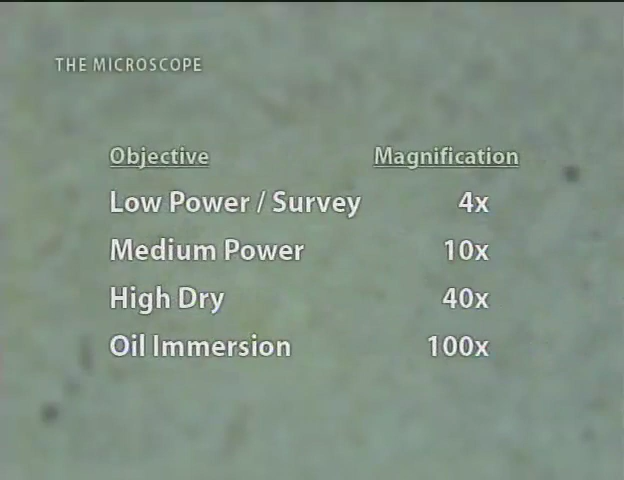 THE MICROSCOPE
Objective Magnification
Low Power / Survey 4x
Medium Power 10x
High Dry 40x
Oil Immersion 100x